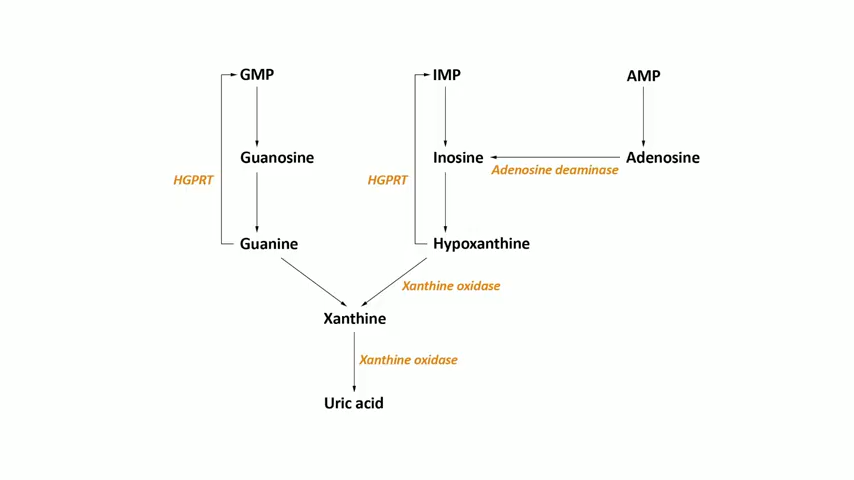 GMP
IMP
AMP
Guanosine
Inosine
Adenosine
Adenosine deaminase
HGPRT
HGPRT
Guanine
Hypoxanthine
Xanthine oxidase
Xanthine
Xanthine oxidase
Uric acid